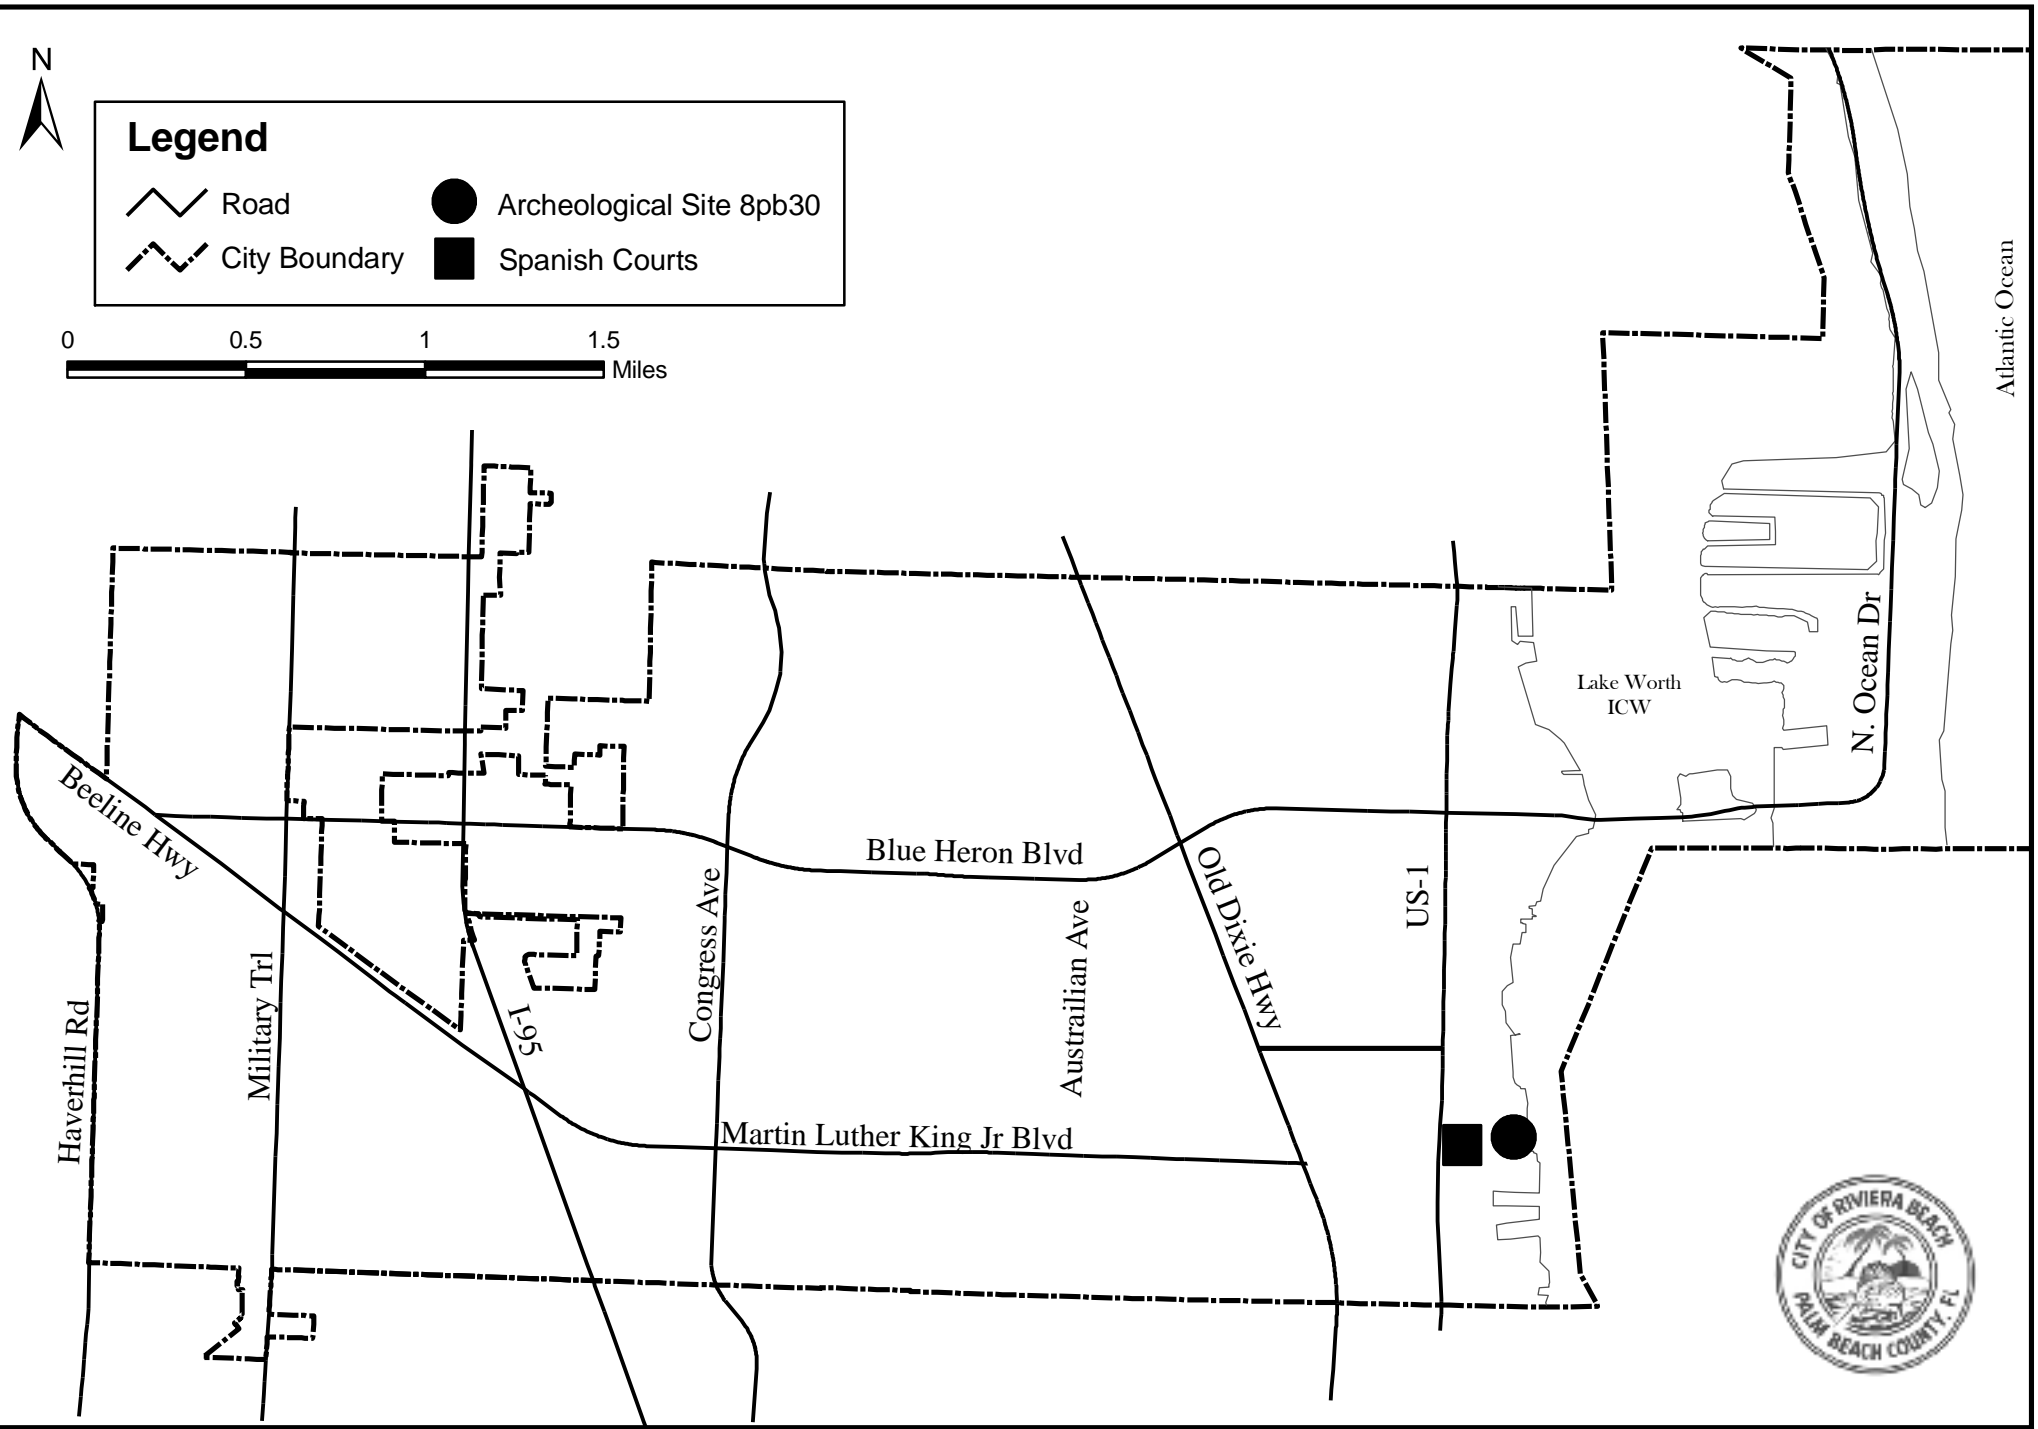 N
Legend
Road
Archeological Site 8pb30
City Boundary
Spanish Courts
0 0.5 1 1.5
Miles
Atlantic Ocean
Lake Worth
ICW
N. Ocean Dr
Beeline Hwy
Blue Heron Blvd
Old Dixie Hwy
US-1
Congress Ave
Austrailian Ave
Military Trl
Haverhill Rd
I-95
Martin Luther King Jr Blvd
CITY OF RIVIERA BEACH
PALM BEACH COUNTY, FL